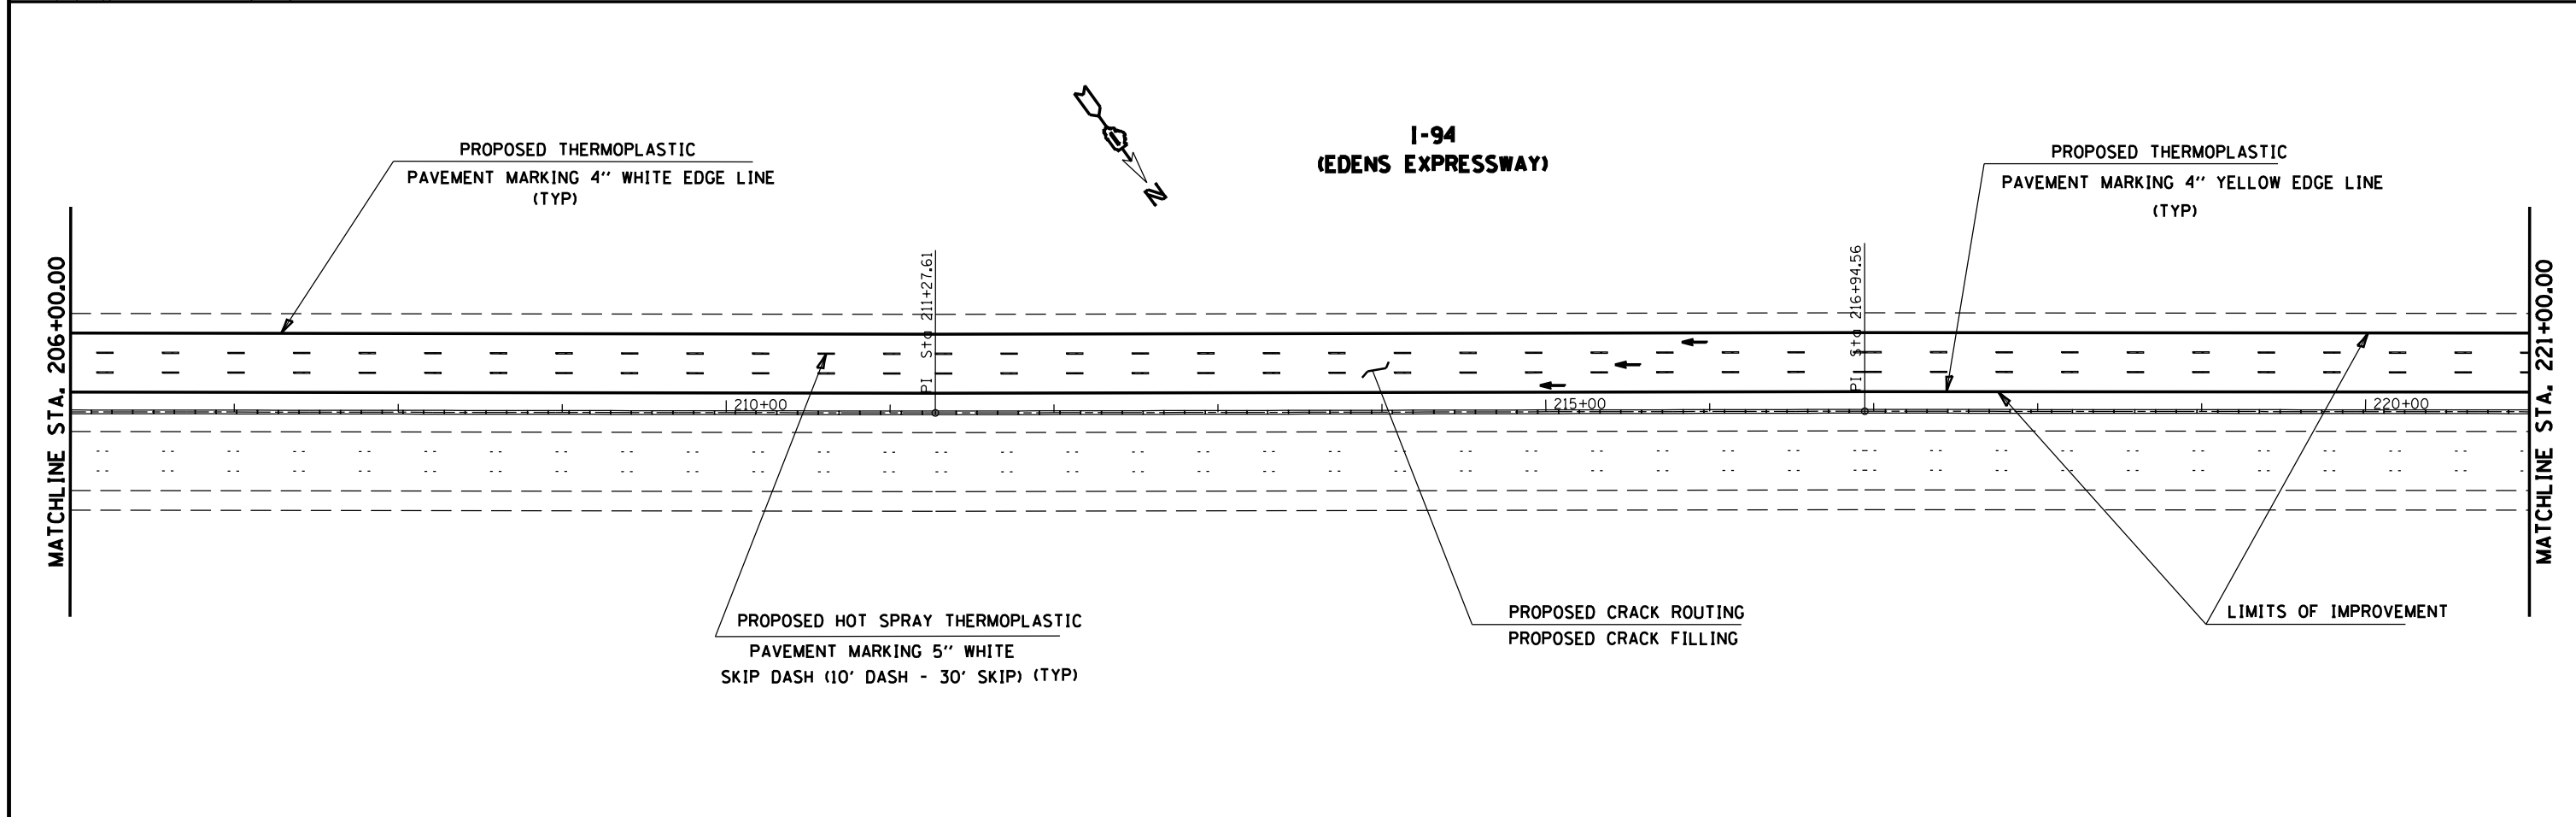 I-94
(EDENS EXPRESSWAY)
PROPOSED THERMOPLASTIC
PAVEMENT MARKING 4" WHITE EDGE LINE
(TYP)
N
PROPOSED THERMOPLASTIC
PAVEMENT MARKING 4" YELLOW EDGE LINE
(TYP)
MATCHLINE STA. 206+00.00
PI Sta 211+27.61
PI Sta 216+94.56
MATCHLINE STA. 221+00.00
210+00
215+00
220+00
PROPOSED HOT SPRAY THERMOPLASTIC
PAVEMENT MARKING 5" WHITE
SKIP DASH (10' DASH - 30' SKIP) (TYP)
PROPOSED CRACK ROUTING
PROPOSED CRACK FILLING
LIMITS OF IMPROVEMENT